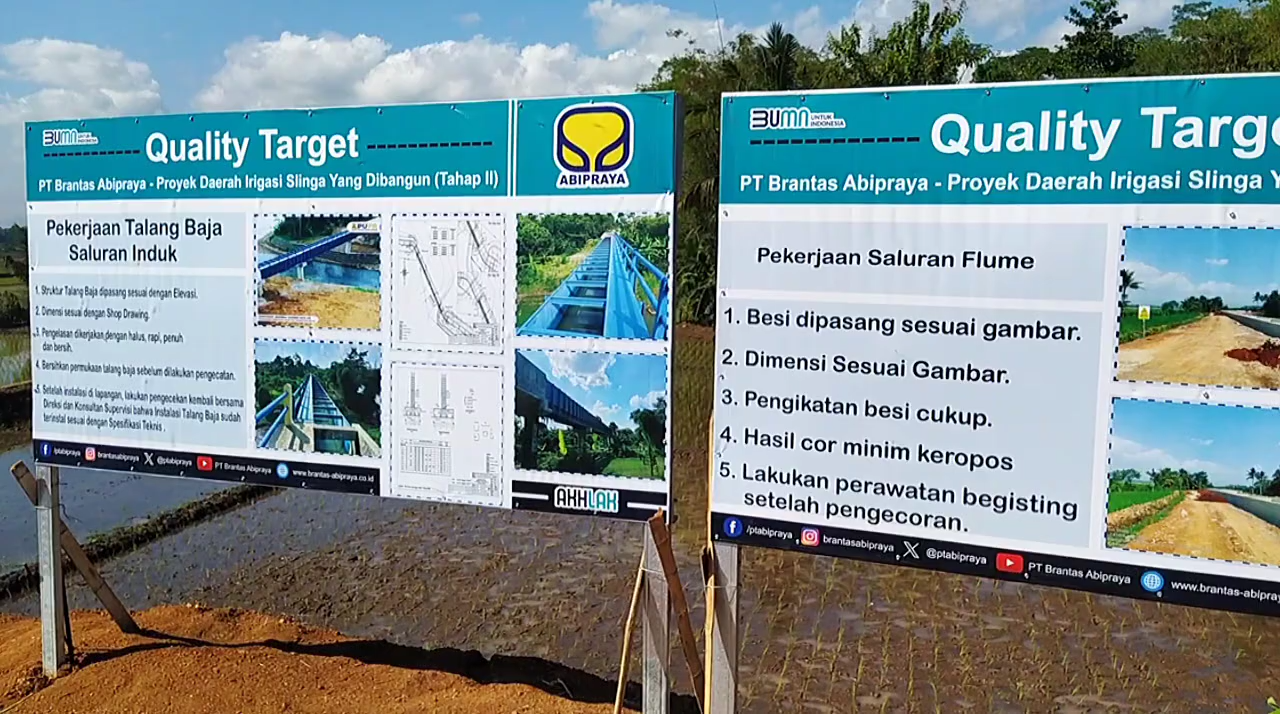 BUMN UNTUK INDONESIA
Quality Target
PT Brantas Abipraya - Proyek Daerah Irigasi Slinga Yang Dibangun (Tahap II)
ABIPRAYA
Pekerjaan Talang Baja
Saluran Induk
1. Struktur Talang Baja dipasang sesuai dengan Elevasi.
2. Dimensi sesuai dengan Shop Drawing.
3. Pengelasan dikerjakan dengan halus, rapi, penuh
dan bersih.
4. Bersihkan permukaan talang baja sebelum dilakukan pengecatan.
5. Setelah instalasi di lapangan, lakukan pengecekan kembali bersama
Direksi dan Konsultan Supervisi bahwa Instalasi Talang Baja sudah
terinstal sesuai dengan Spesifikasi Teknis .
/ptabipraya brantasabipraya @ptabipraya PT Brantas Abipraya www.brantas-abipraya.co.id
AKHLAK
BUMN UNTUK INDONESIA
Quality Targe
PT Brantas Abipraya - Proyek Daerah Irigasi Slinga Y
Pekerjaan Saluran Flume
1. Besi dipasang sesuai gambar.
2. Dimensi Sesuai Gambar.
3. Pengikatan besi cukup.
4. Hasil cor minim keropos
5. Lakukan perawatan begisting
setelah pengecoran.
/ptabipraya brantasabipraya @ptabipraya PT Brantas Abipraya www.brantas-abipray